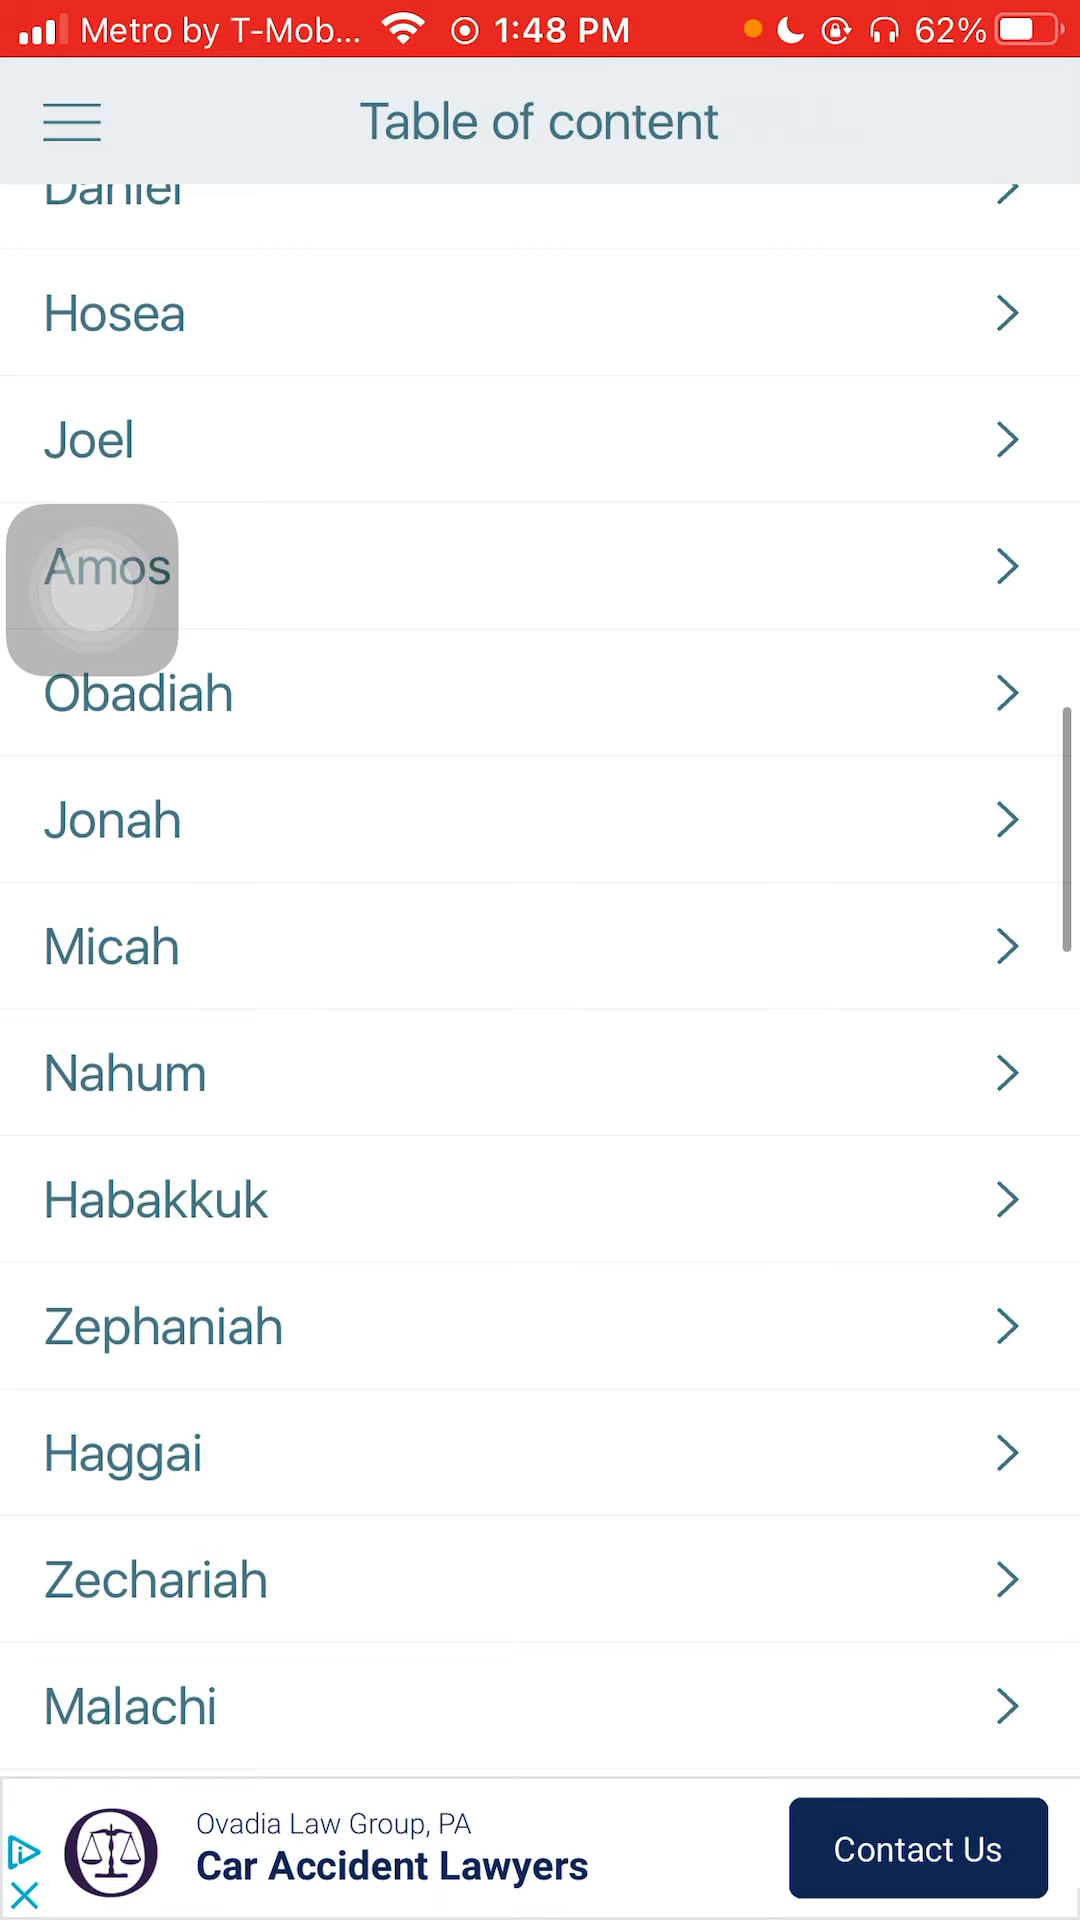 Metro by T-Mob... 1:48 PM 62%
Table of content
Daniel
Hosea
Joel
Amos
Obadiah
Jonah
Micah
Nahum
Habakkuk
Zephaniah
Haggai
Zechariah
Malachi
Ovadia Law Group, PA
Car Accident Lawyers
Contact Us